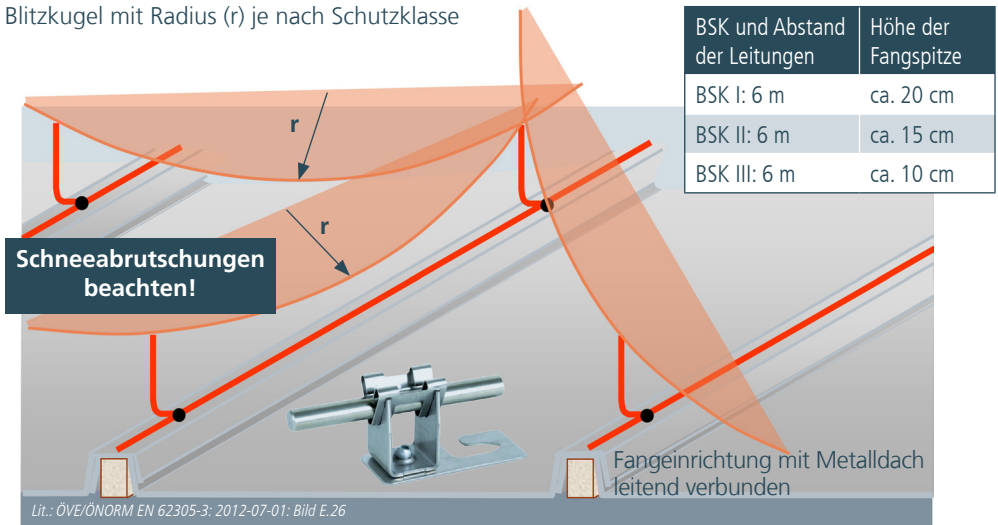 Blitzkugel mit Radius (r) je nach Schutzklasse
BSK und Abstand der Leitungen
Höhe der Fangspitze
BSK I: 6 m
ca. 20 cm
BSK II: 6 m
ca. 15 cm
BSK III: 6 m
ca. 10 cm
r
r
Schneeabrutschungen
beachten!
Fangeinrichtung mit Metalldach
leitend verbunden
Lit.: ÖVE/ÖNORM EN 62305-3: 2012-07-01: Bild E.26